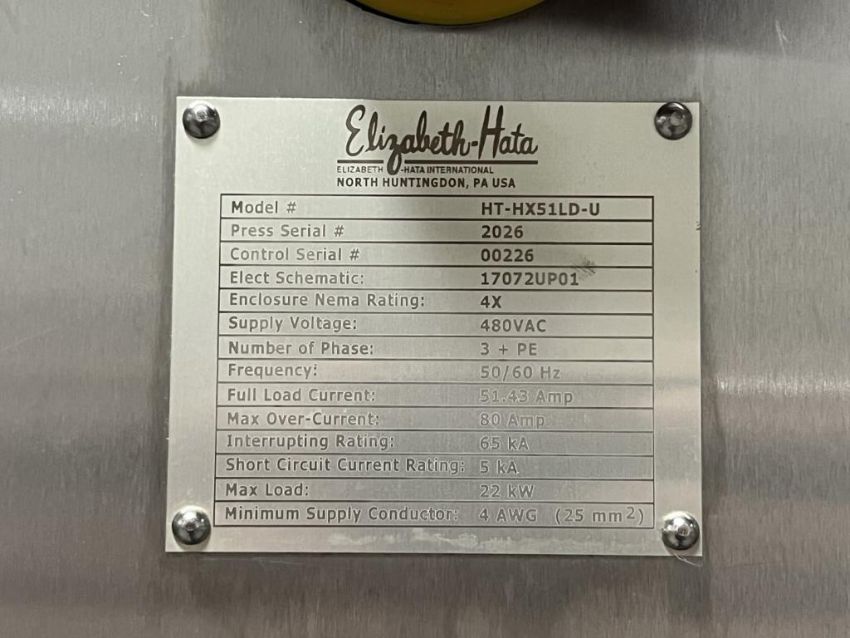 Elizabeth-Hata
ELIZABETH-HATA INTERNATIONAL
NORTH HUNTINGDON, PA USA
Model # HT-HX51LD-U
Press Serial # 2026
Control Serial # 00226
Elect Schematic: 17072UP01
Enclosure Nema Rating: 4X
Supply Voltage: 480VAC
Number of Phase: 3 + PE
Frequency: 50/60 Hz
Full Load Current: 51.43 Amp
Max Over-Current: 80 Amp
Interrupting Rating: 65 kA
Short Circuit Current Rating: 5 kA
Max Load: 22 kW
Minimum Supply Conductor: 4 AWG (25 mm2)